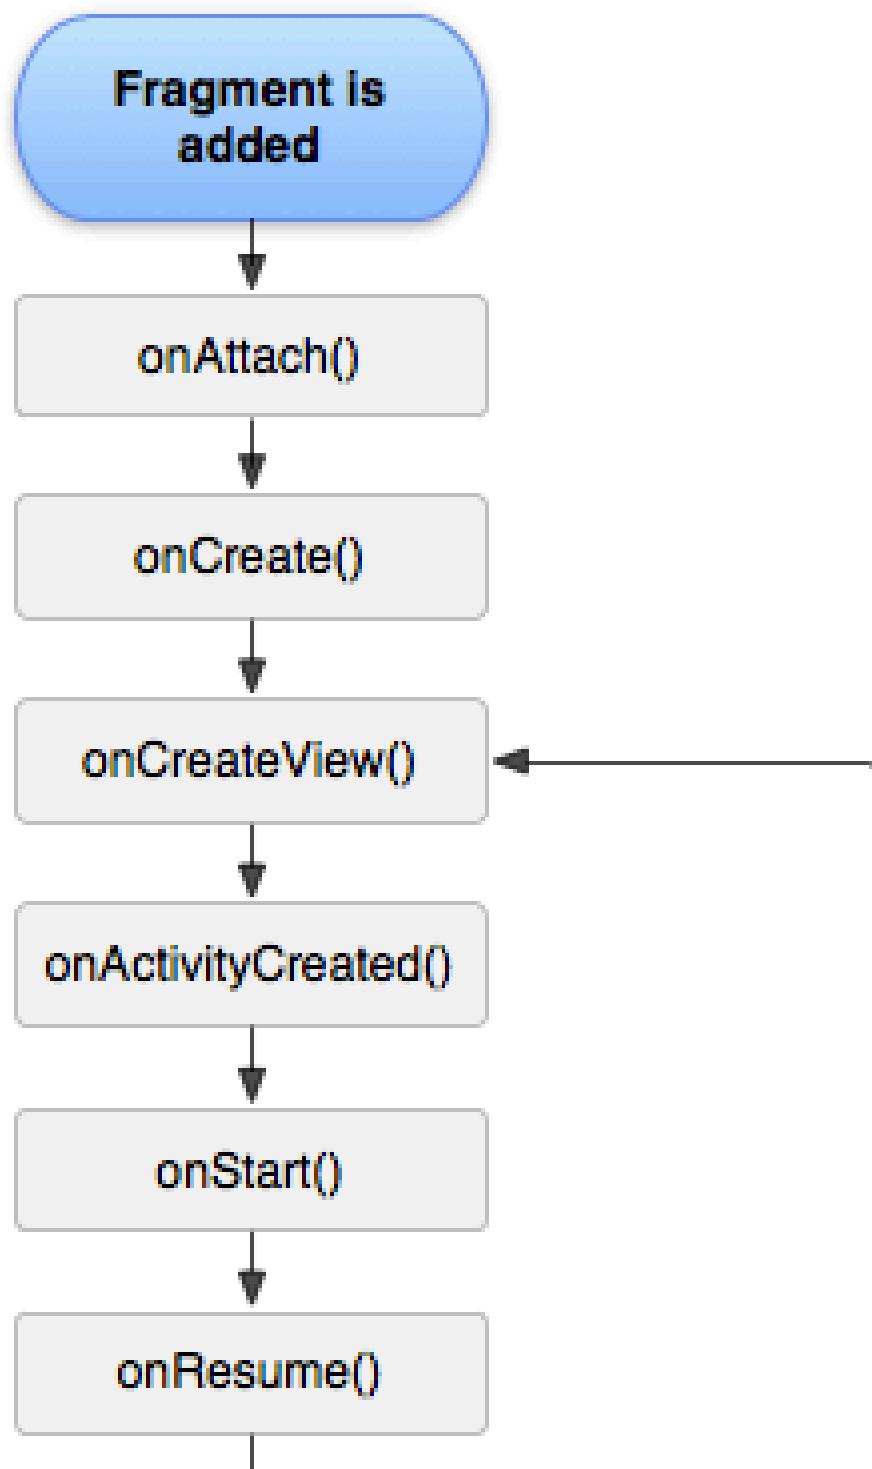 Fragment is
added
onAttach()
onCreate()
onCreateView()
onActivityCreated()
onStart()
onResume()